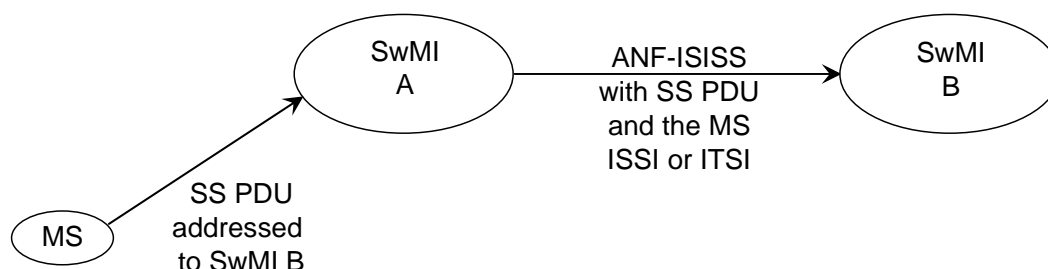 SwMI
A
ANF-ISISS
with SS PDU
and the MS
ISSI or ITSI
SwMI
B
MS
SS PDU
addressed
to SwMI B